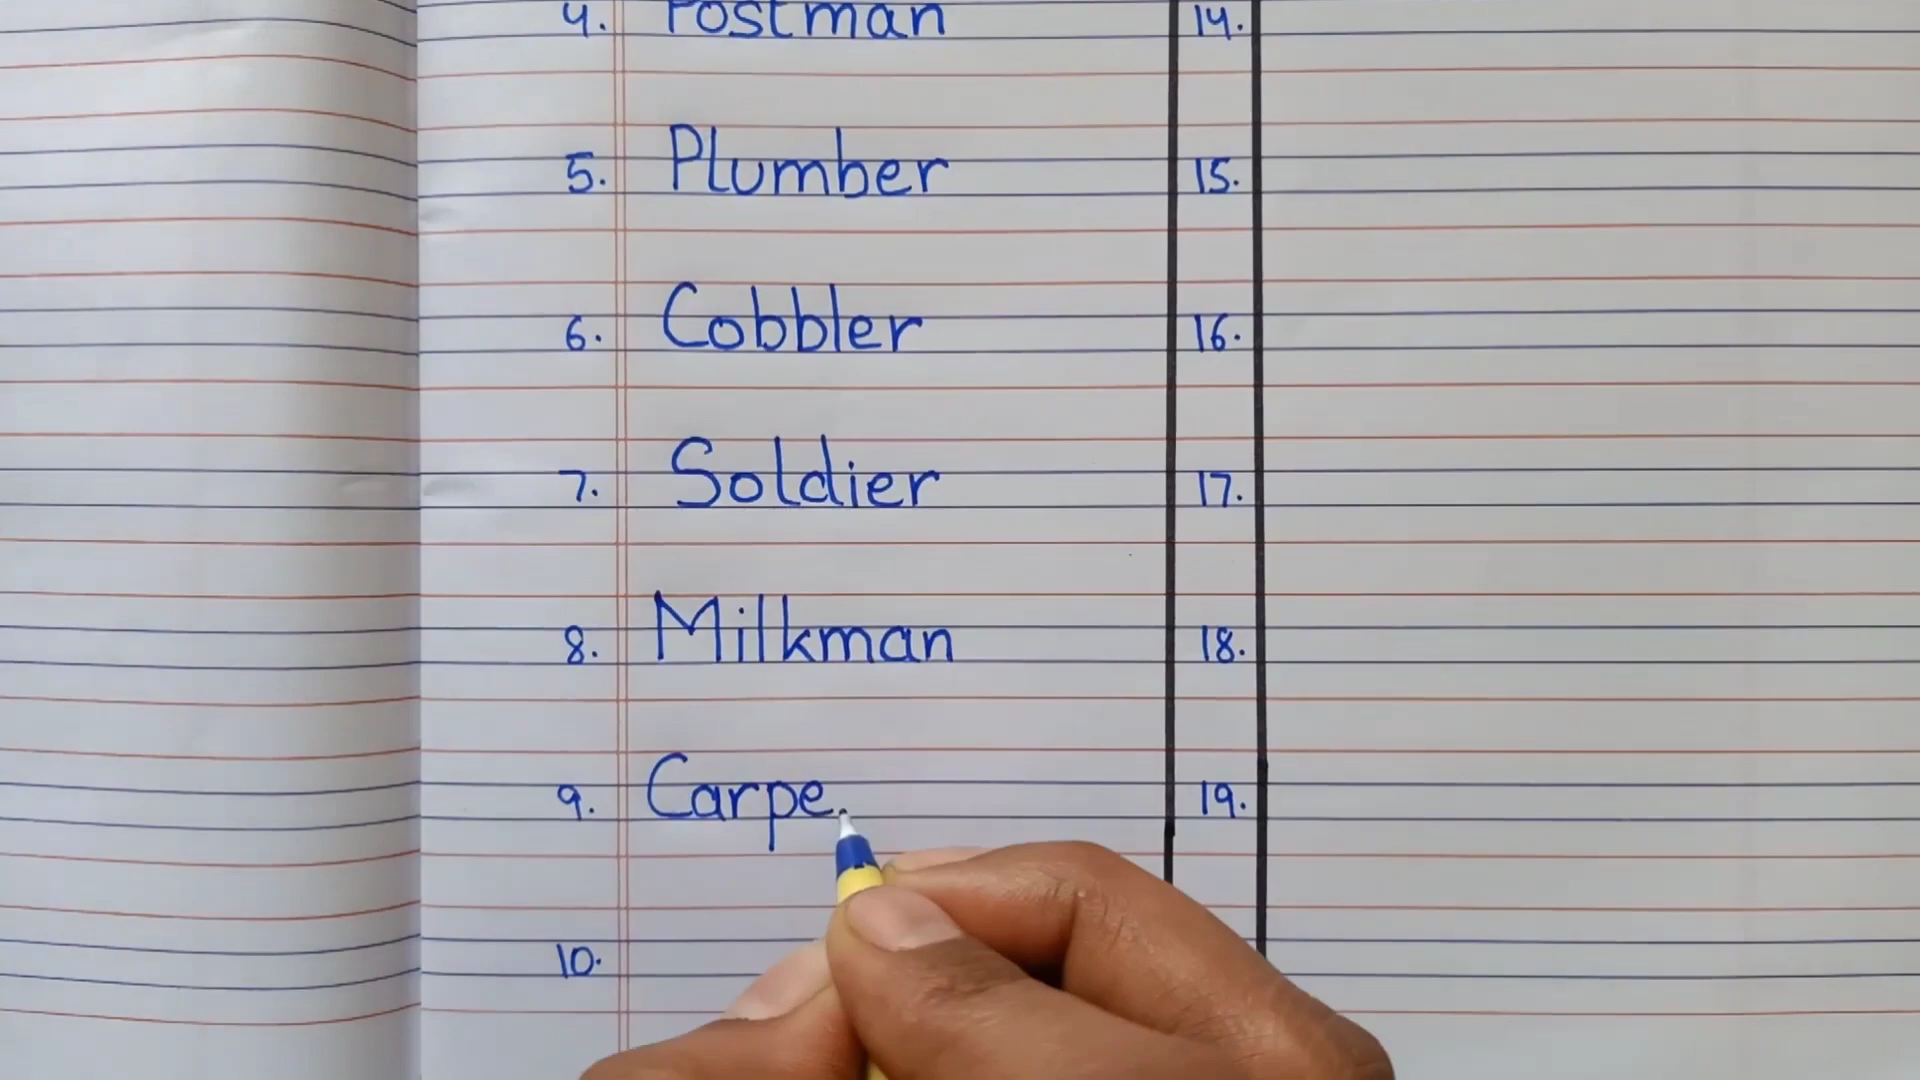 4. Postman 14.
5. Plumber 15.
6. Cobbler 16.
7. Soldier 17.
8. Milkman 18.
9. Carpe 19.
10.